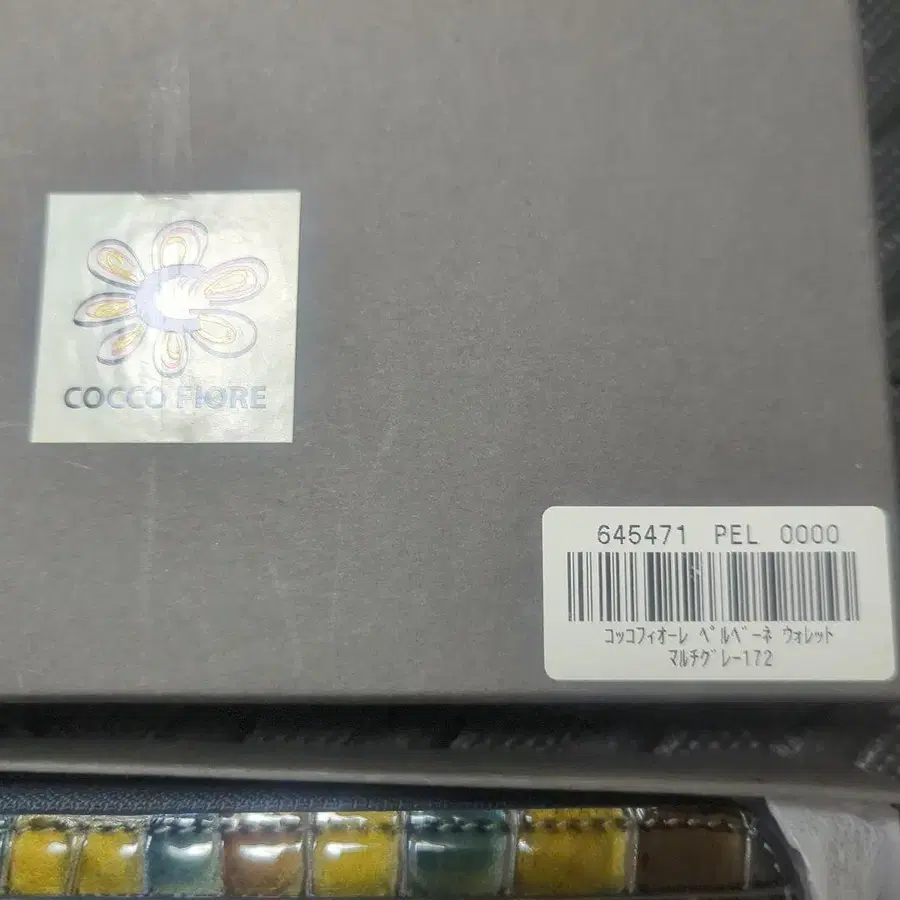 COCCO FIORE
645471 PEL 0000
コッコフィオーレ ベルベーネ ウォレット
マルチグレー172